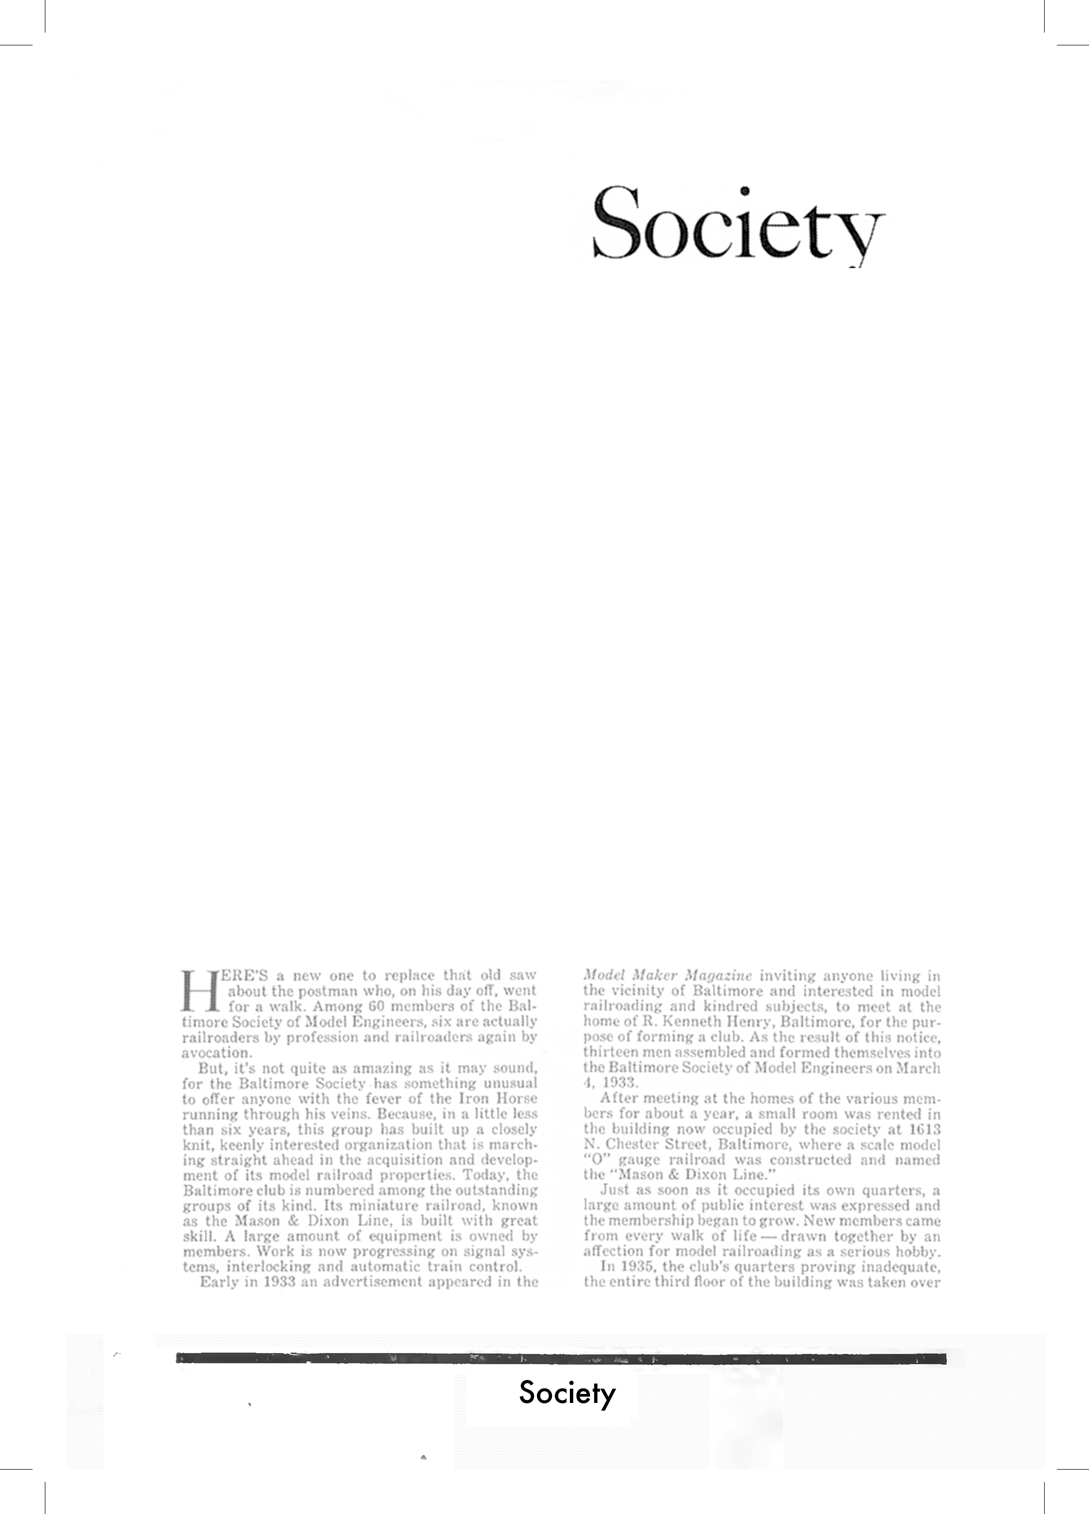 Society
HERE'S a new one to replace that old saw
about the postman who, on his day off, went
for a walk. Among 60 members of the Bal-
timore Society of Model Engineers, six are actually
railroaders by profession and railroaders again by
avocation.
But, it's not quite as amazing as it may sound,
for the Baltimore Society has something unusual
to offer anyone with the fever of the Iron Horse
running through his veins. Because, in a little less
than six years, this group has built up a closely
knit, keenly interested organization that is march-
ing straight ahead in the acquisition and develop-
ment of its model railroad properties. Today, the
Baltimore club is numbered among the outstanding
groups of its kind. Its miniature railroad, known
as the Mason & Dixon Line, is built with great
skill. A large amount of equipment is owned by
members. Work is now progressing on signal sys-
tems, interlocking and automatic train control.
Early in 1933 an advertisement appeared in the
Model Maker Magazine inviting anyone living in
the vicinity of Baltimore and interested in model
railroading and kindred subjects, to meet at the
home of R. Kenneth Henry, Baltimore, for the pur-
pose of forming a club. As the result of this notice,
thirteen men assembled and formed themselves into
the Baltimore Society of Model Engineers on March
4, 1933.
After meeting at the homes of the various mem-
bers for about a year, a small room was rented in
the building now occupied by the society at 1613
N. Chester Street, Baltimore, where a scale model
"O" gauge railroad was constructed and named
the "Mason & Dixon Line."
Just as soon as it occupied its own quarters, a
large amount of public interest was expressed and
the membership began to grow. New members came
from every walk of life — drawn together by an
affection for model railroading as a serious hobby.
In 1935, the club's quarters proving inadequate,
the entire third floor of the building was taken over
Society